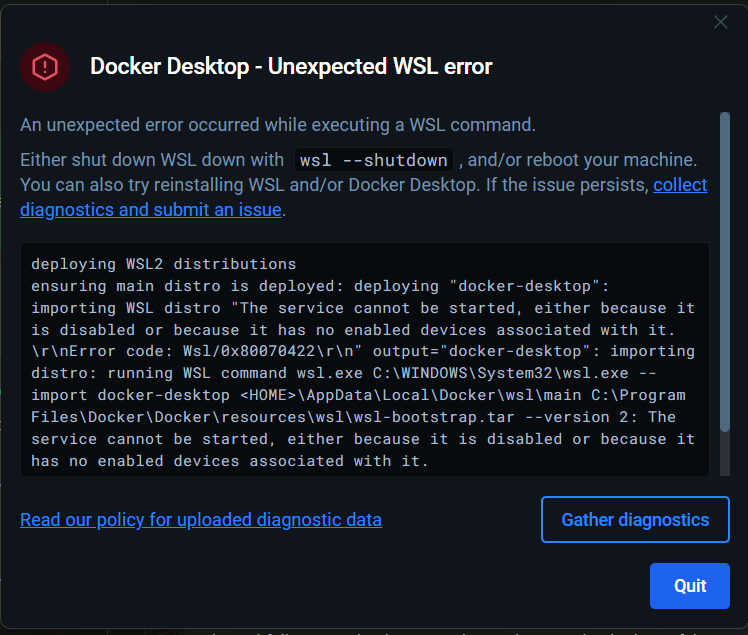 Docker Desktop - Unexpected WSL error
An unexpected error occurred while executing a WSL command.
Either shut down WSL down with wsl --shutdown , and/or reboot your machine.
You can also try reinstalling WSL and/or Docker Desktop. If the issue persists, collect
diagnostics and submit an issue.
deploying WSL2 distributions
ensuring main distro is deployed: deploying "docker-desktop":
importing WSL distro "The service cannot be started, either because it
is disabled or because it has no enabled devices associated with it.
\r\nError code: Wsl/0x80070422\r\n" output="docker-desktop": importing
distro: running WSL command wsl.exe C:\WINDOWS\System32\wsl.exe --
import docker-desktop <HOME>\AppData\Local\Docker\wsl\main C:\Program
Files\Docker\Docker\resources\wsl\wsl-bootstrap.tar --version 2: The
service cannot be started, either because it is disabled or because it
has no enabled devices associated with it.
Read our policy for uploaded diagnostic data
Gather diagnostics
Quit